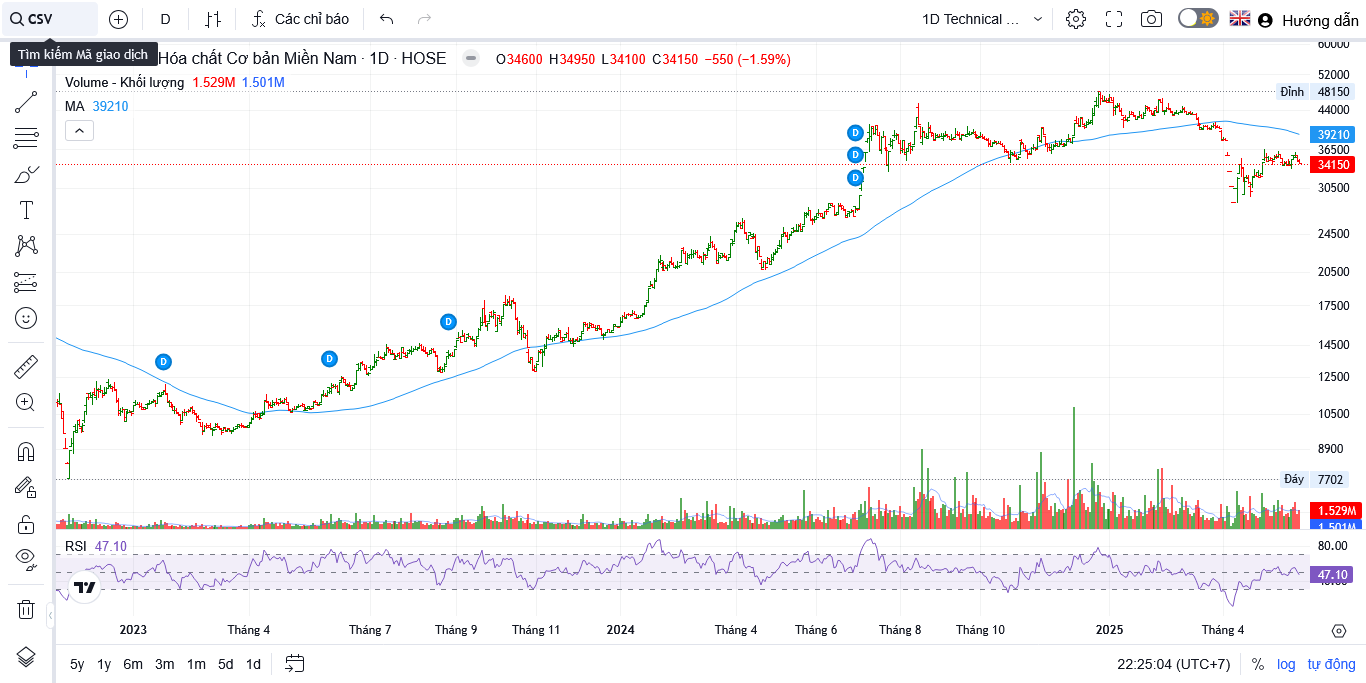 CSV D Các chỉ báo 1D Technical ... Hướng dẫn
Tìm kiếm Mã giao dịch
Hóa chất Cơ bản Miền Nam · 1D · HOSE O34600 H34950 L34100 C34150 −550 (−1.59%)
Volume - Khối lượng 1.529M 1.501M
MA 39210
60000
52000
Đỉnh 48150
44000
39210
36500
34150
30500
24500
20500
17500
14500
12500
10500
8900
Đáy 7702
1.529M
1.501M
D
D
D
D
D
D
RSI 47.10
80.00
47.10
2023 Tháng 4 Tháng 7 Tháng 9 Tháng 11 2024 Tháng 4 Tháng 6 Tháng 8 Tháng 10 2025 Tháng 4
5y 1y 6m 3m 1m 5d 1d 22:25:04 (UTC+7) % log tự động